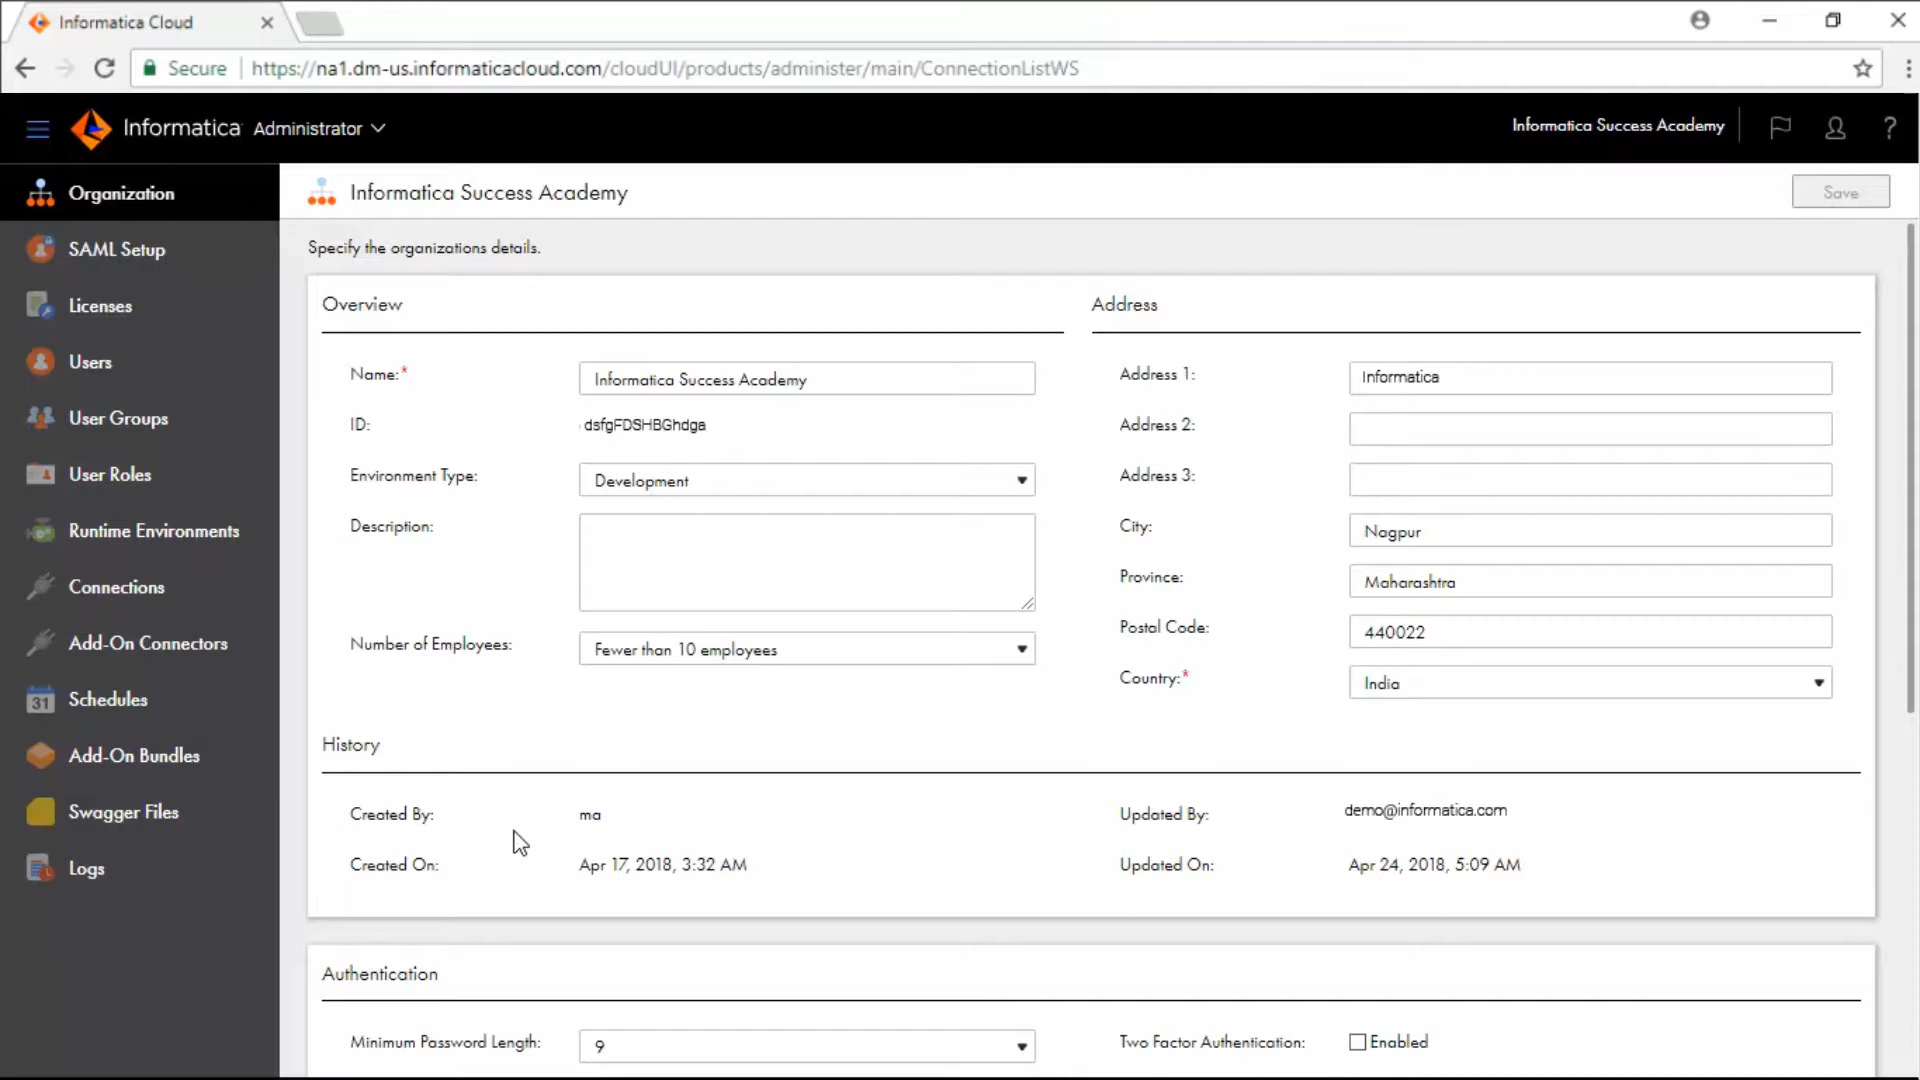 Informatica Cloud
Secure https://na1.dm-us.informaticacloud.com/cloudUI/products/administer/main/ConnectionListWS
Informatica Administrator
Informatica Success Academy
?
Organization
SAML Setup
Licenses
Users
User Groups
User Roles
Runtime Environments
Connections
Add-On Connectors
31 Schedules
Add-On Bundles
Swagger Files
Logs
Informatica Success Academy
Save
Specify the organizations details.
Overview
Name:* Informatica Success Academy
ID: dsfgFDSHBGhdga
Environment Type: Development
Description:
Number of Employees: Fewer than 10 employees
Address
Address 1: Informatica
Address 2:
Address 3:
City: Nagpur
Province: Maharashtra
Postal Code: 440022
Country:* India
History
Created By: ma
Updated By: demo@informatica.com
Created On: Apr 17, 2018, 3:32 AM
Updated On: Apr 24, 2018, 5:09 AM
Authentication
Minimum Password Length: 9
Two Factor Authentication: Enabled